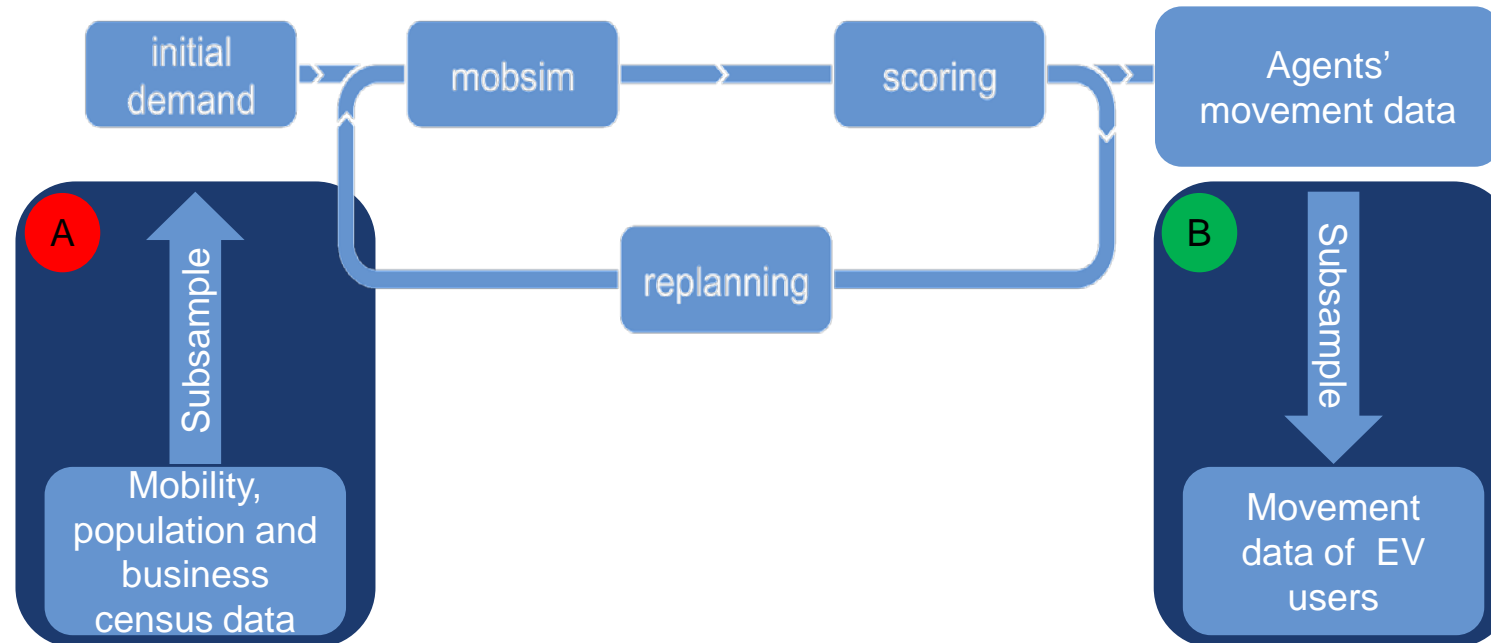 initial
demand
mobsim
scoring
Agents’
movement data
replanning
A
Subsample
Mobility,
population and
business
census data
B
Subsample
Movement
data of EV
users